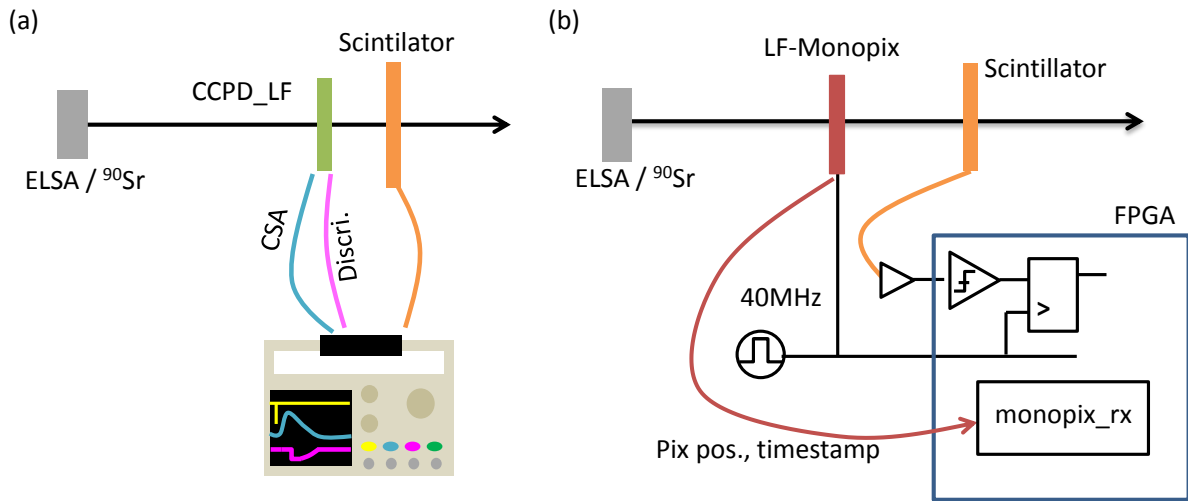 (a)
Scintilator
CCPD_LF
ELSA / ⁹⁰Sr
CSA
Discri.
(b)
LF-Monopix
Scintillator
ELSA / ⁹⁰Sr
FPGA
40MHz
>
monopix_rx
Pix pos., timestamp